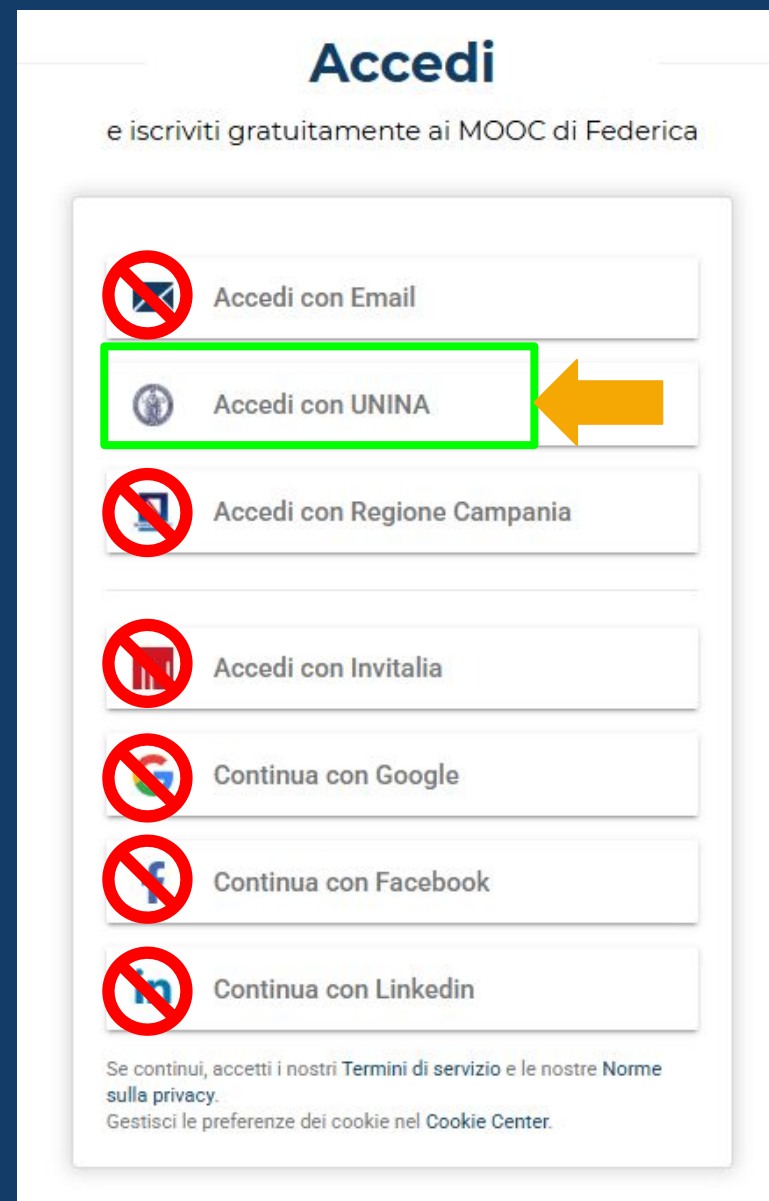 Accedi
e iscriviti gratuitamente ai MOOC di Federica
Accedi con Email
Accedi con UNINA
Accedi con Regione Campania
Accedi con Invitalia
Continua con Google
Continua con Facebook
Continua con Linkedin
Se continui, accetti i nostri Termini di servizio e le nostre Norme
sulla privacy.
Gestisci le preferenze dei cookie nel Cookie Center.